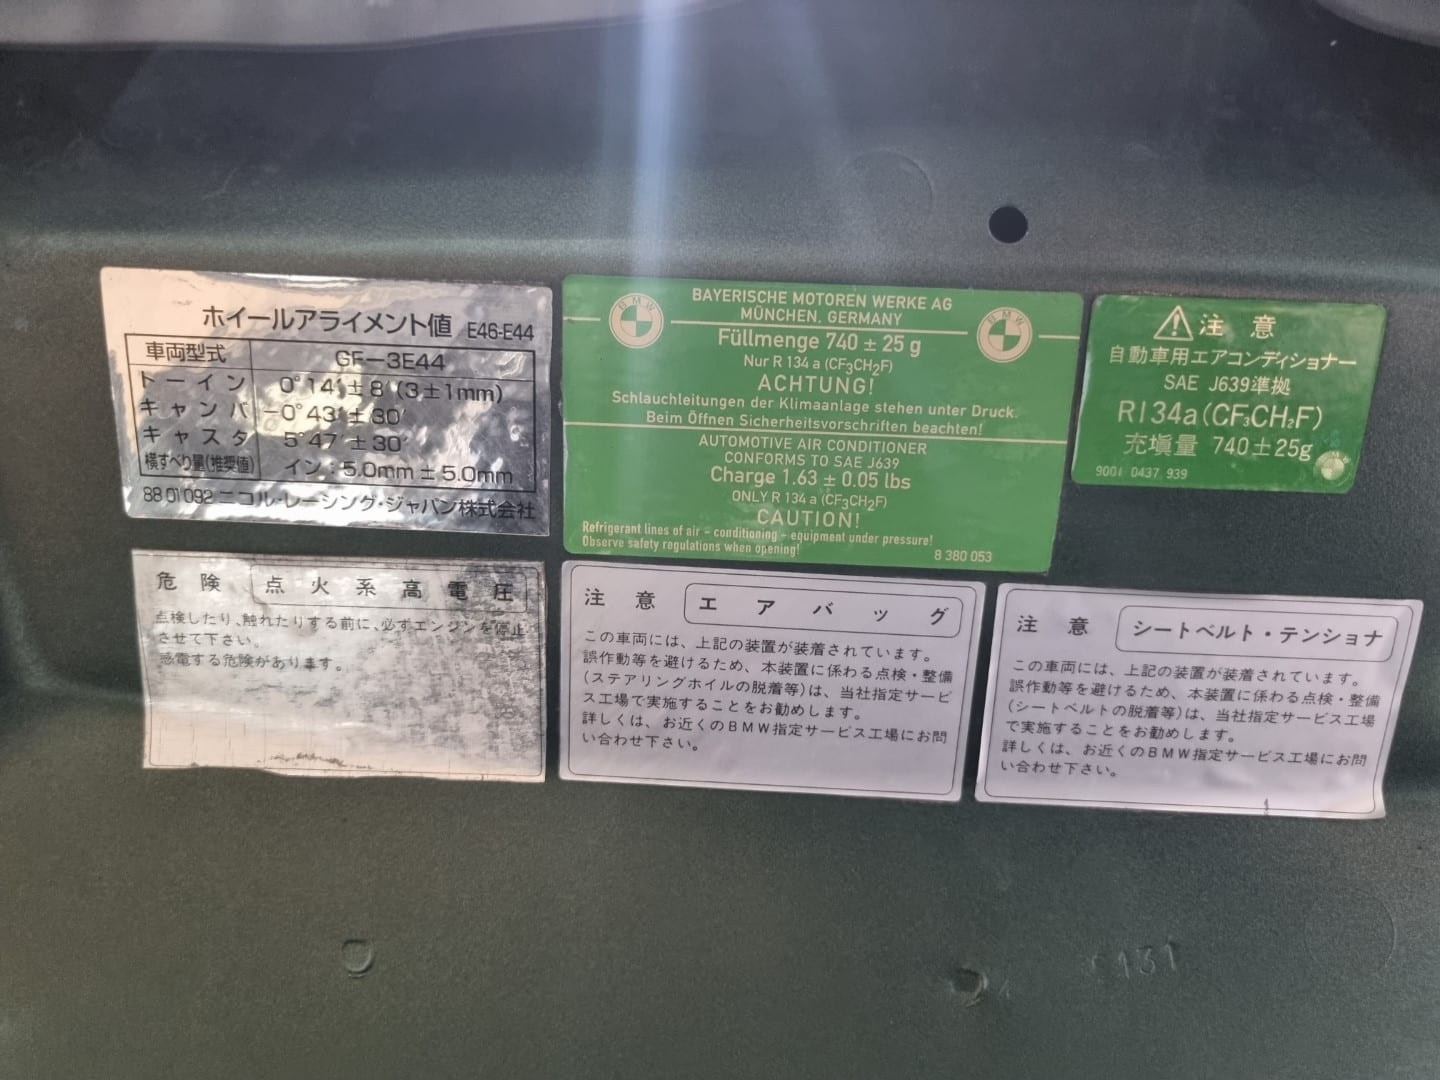 ホイールアライメント値 E46-E44
車両型式 GF-3E44
トーイン 0°14′±8′(3±1mm)
キャンバ -0°43′±30′
キャスタ 5°47′±30′
横すべり量(推奨値) イン:5.0mm±5.0mm
88 01 092 ニコル・レーシング・ジャパン株式会社
BMW
BMW
BAYERISCHE MOTOREN WERKE AG
MÜNCHEN, GERMANY
Füllmenge 740 ± 25 g
Nur R 134 a (CF3CH2F)
ACHTUNG!
Schlauchleitungen der Klimaanlage stehen unter Druck.
Beim Öffnen Sicherheitsvorschriften beachten!
AUTOMOTIVE AIR CONDITIONER
CONFORMS TO SAE J639
Charge 1.63 ± 0.05 lbs
ONLY R 134 a (CF3CH2F)
CAUTION!
Refrigerant lines of air - conditioning - equipment under pressure!
Observe safety regulations when opening!
8 380 053
注意
自動車用エアコンディショナー
SAE J639準拠
R134a(CF3CH2F)
充填量 740±25g
9001 0437 939
危険 点火系高電圧
点検したり、触れたりする前に、必ずエンジンを停止
させて下さい。
感電する危険があります。
注意 エアバッグ
この車両には、上記の装置が装着されています。
誤作動等を避けるため、本装置に係わる点検・整備
(ステアリングホイルの脱着等)は、当社指定サービ
ス工場で実施することをお勧めします。
詳しくは、お近くのBMW指定サービス工場にお問
い合わせ下さい。
注意 シートベルト・テンショナ
この車両には、上記の装置が装着されています。
誤作動等を避けるため、本装置に係わる点検・整備
(シートベルトの脱着等)は、当社指定サービス工場
で実施することをお勧めします。
詳しくは、お近くのBMW指定サービス工場にお問
い合わせ下さい。